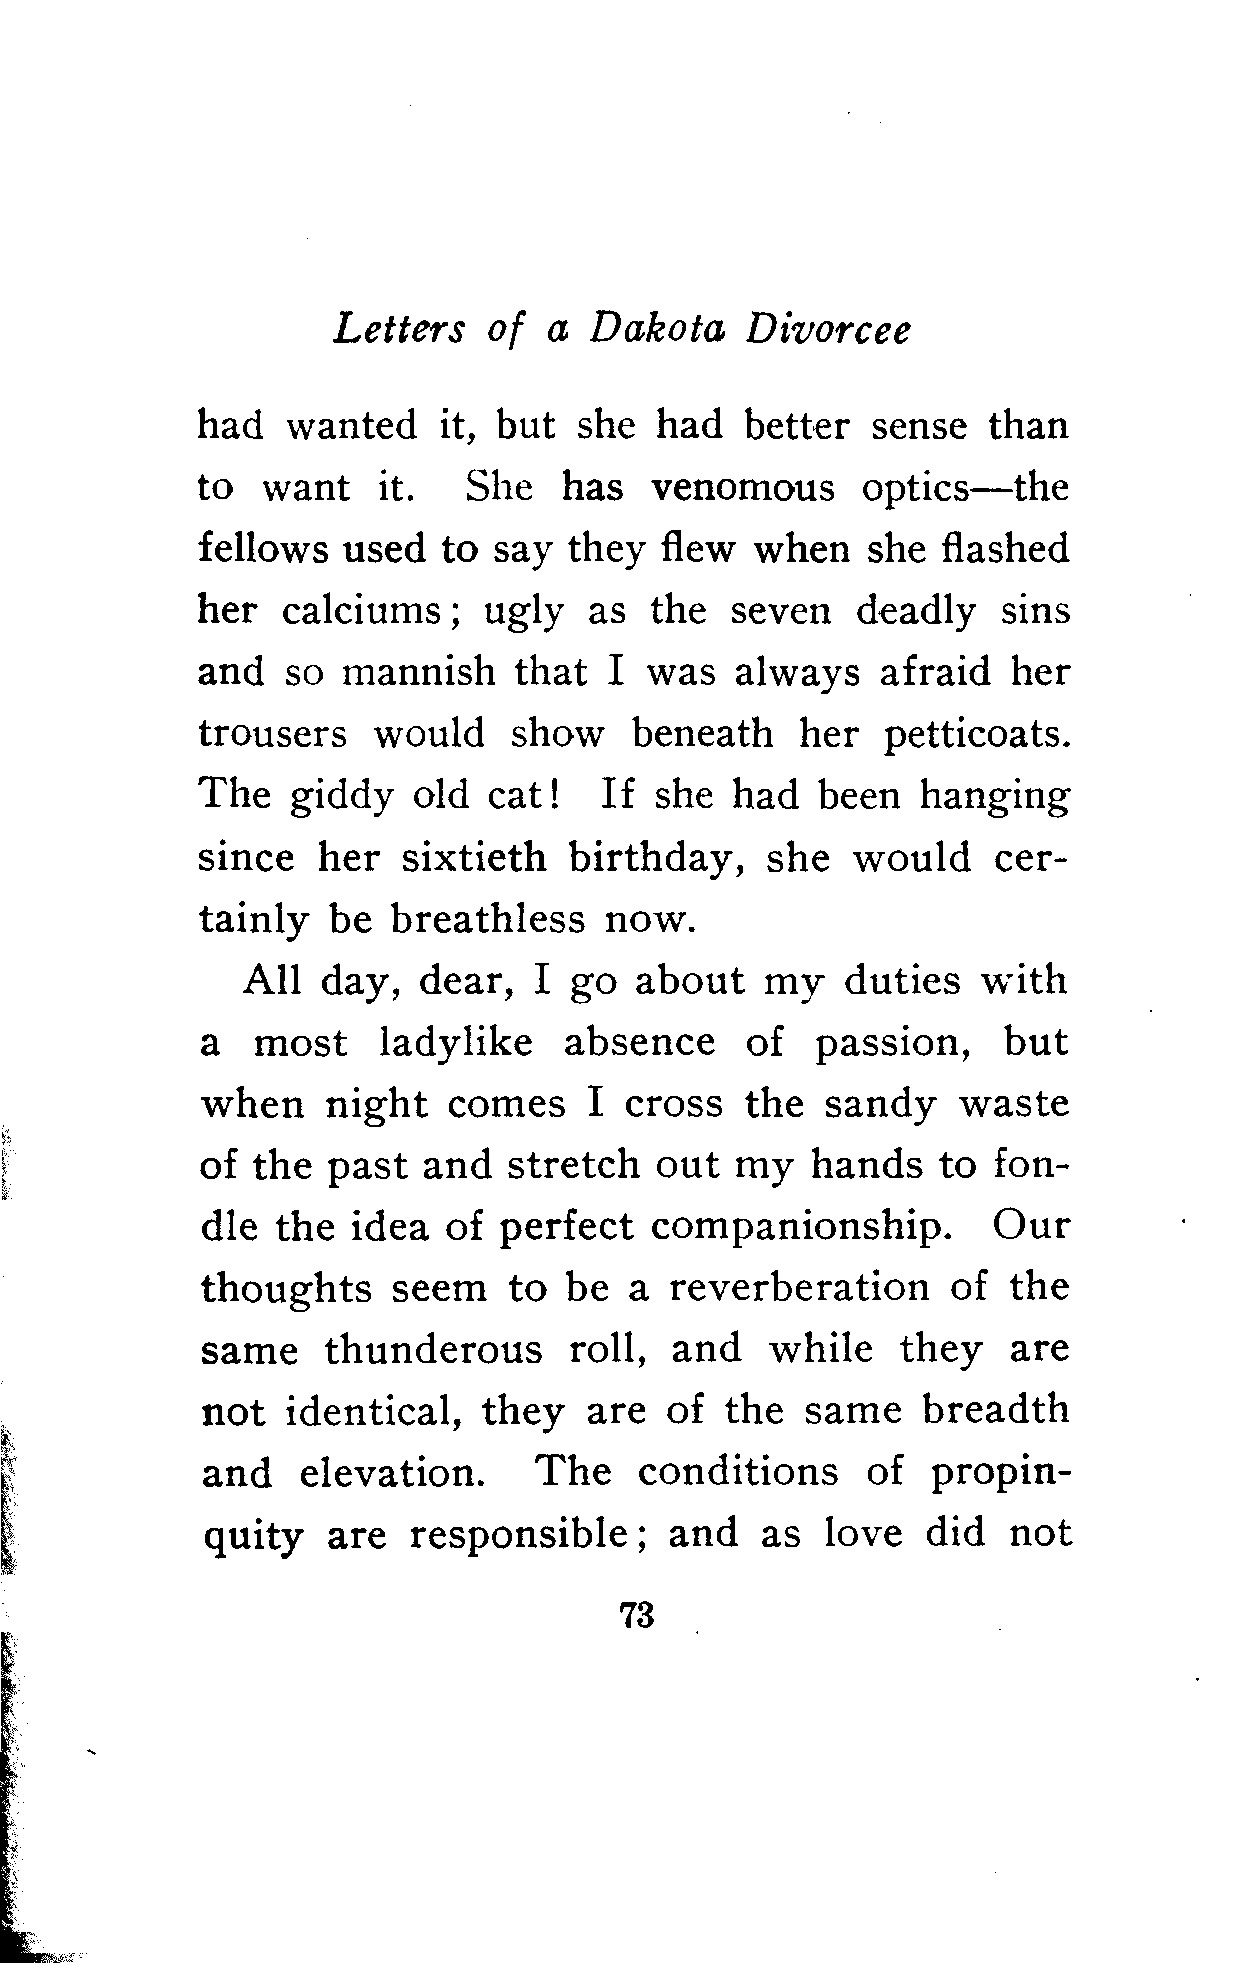 Letters of a Dakota Divorcee
had wanted it, but she had better sense than
to want it. She has venomous optics—the
fellows used to say they flew when she flashed
her calciums; ugly as the seven deadly sins
and so mannish that I was always afraid her
trousers would show beneath her petticoats.
The giddy old cat! If she had been hanging
since her sixtieth birthday, she would cer-
tainly be breathless now.
All day, dear, I go about my duties with
a most ladylike absence of passion, but
when night comes I cross the sandy waste
of the past and stretch out my hands to fon-
dle the idea of perfect companionship. Our
thoughts seem to be a reverberation of the
same thunderous roll, and while they are
not identical, they are of the same breadth
and elevation. The conditions of propin-
quity are responsible; and as love did not
73